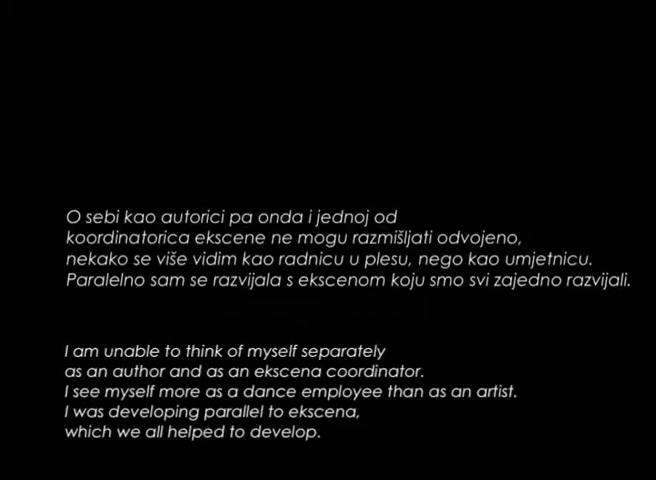 O sebi kao autorici pa onda i jednoj od
koordinatorica ekscene ne mogu razmišljati odvojeno,
nekako se više vidim kao radnicu u plesu, nego kao umjetnicu.
Paralelno sam se razvijala s ekscenom koju smo svi zajedno razvijali.
I am unable to think of myself separately
as an author and as an ekscena coordinator.
I see myself more as a dance employee than as an artist.
I was developing parallel to ekscena,
which we all helped to develop.